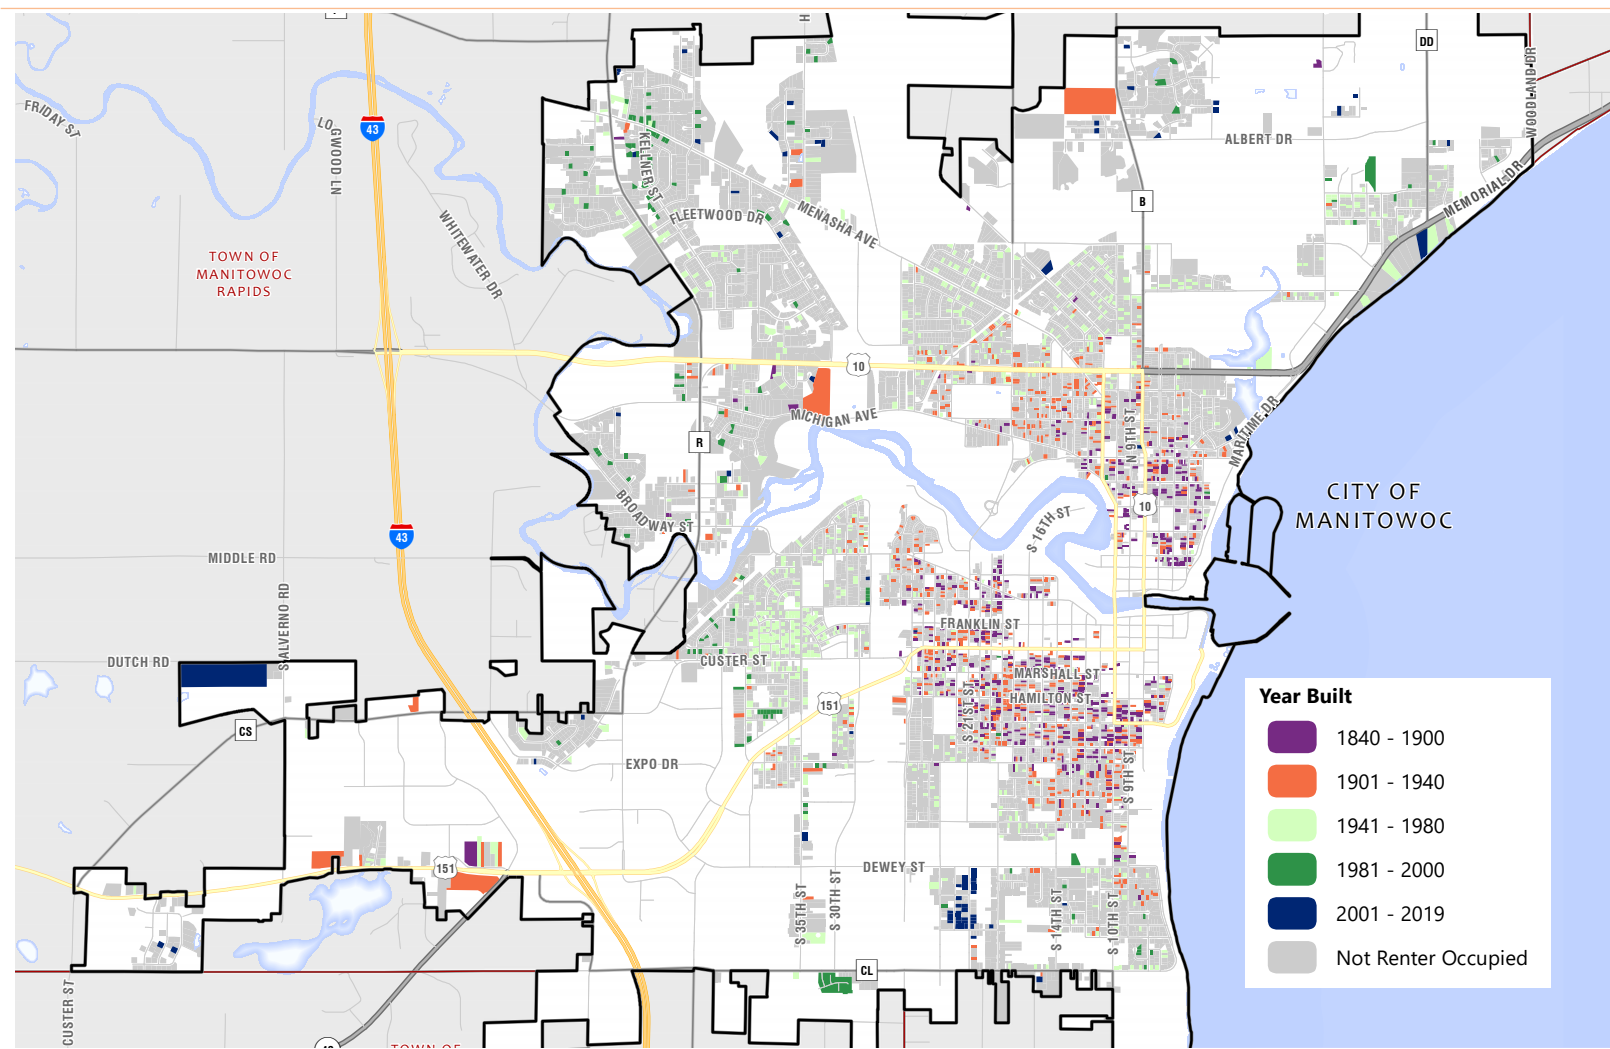 DD
WOODLAND DR
FRIDAY ST
43
LOGWOOD LN
KELLNER ST
ALBERT DR
MEMORIAL DR
B
FLEETWOOD DR
MENASHA AVE
WHITEWATER DR
TOWN OF
MANITOWOC
RAPIDS
10
MICHIGAN AVE
MARITIME DR
N 9TH ST
R
CITY OF
MANITOWOC
BROADWAY ST
10
S 16TH ST
43
MIDDLE RD
S ALVERNO RD
FRANKLIN ST
DUTCH RD
CUSTER ST
MARSHALL ST
HAMILTON ST
151
S 21ST ST
CS
EXPO DR
S 9TH ST
Year Built
1840 - 1900
1901 - 1940
1941 - 1980
1981 - 2000
2001 - 2019
Not Renter Occupied
151
DEWEY ST
S 35TH ST
S 30TH ST
S 14TH ST
S 10TH ST
CL
CUSTER ST
TOWN OF